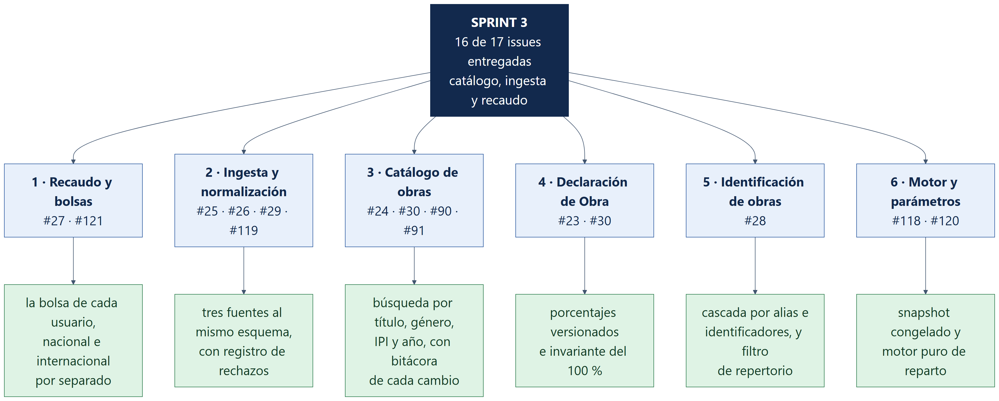 SPRINT 3
16 de 17 issues
entregadas
catálogo, ingesta
y recaudo
1 · Recaudo y
bolsas
#27 · #121
2 · Ingesta y
normalización
#25 · #26 · #29 ·
#119
3 · Catálogo de
obras
#24 · #30 · #90 ·
#91
4 · Declaración
de Obra
#23 · #30
5 · Identificación
de obras
#28
6 · Motor y
parámetros
#118 · #120
la bolsa de cada
usuario,
nacional e
internacional
por separado
tres fuentes al
mismo esquema,
con registro de
rechazos
búsqueda por
título, género,
IPI y año, con
bitácora
de cada cambio
porcentajes
versionados
e invariante del
100 %
cascada por alias e
identificadores, y
filtro
de repertorio
snapshot
congelado y
motor puro de
reparto